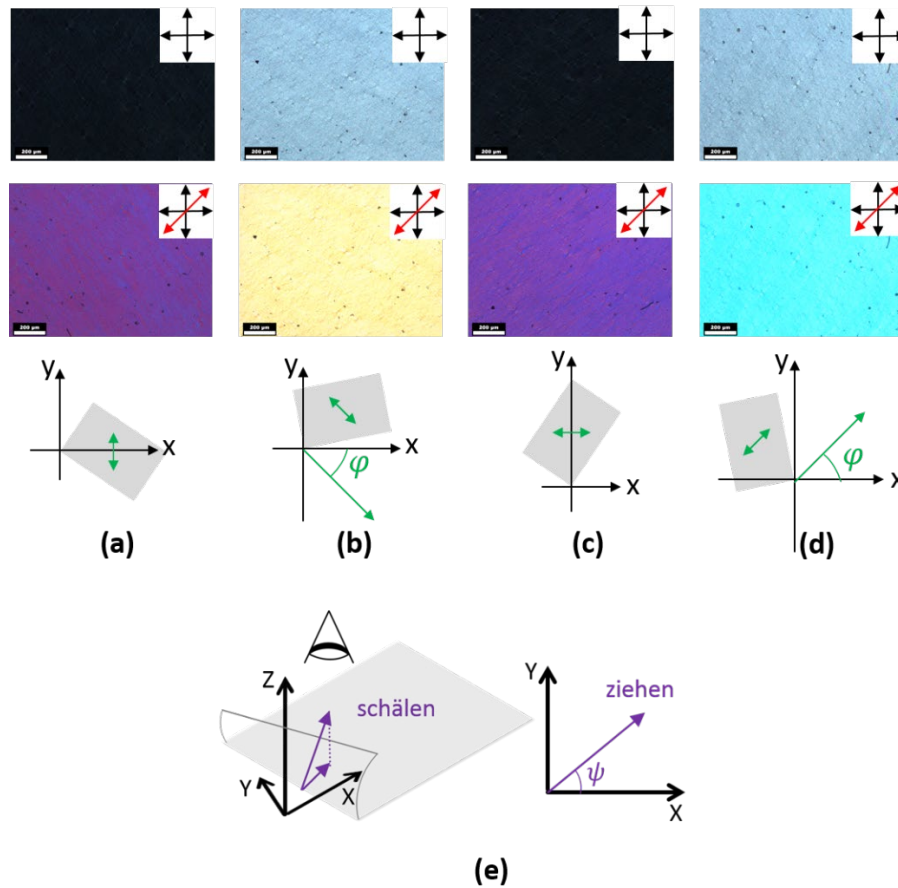 200 µm 200 µm 200 µm 200 µm
200 µm 200 µm 200 µm 200 µm
y x y x φ y x y x φ
(a) (b) (c) (d)
Z schälen Y X Y ziehen ψ X
(e)